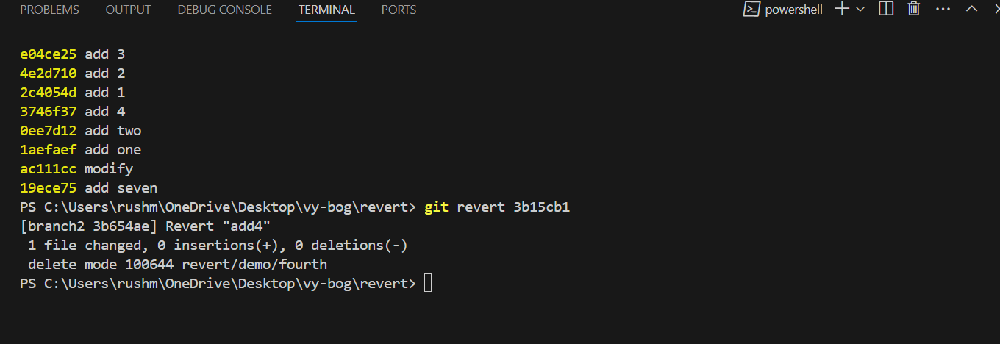 PROBLEMS OUTPUT DEBUG CONSOLE TERMINAL PORTS powershell
e04ce25 add 3
4e2d710 add 2
2c4054d add 1
3746f37 add 4
0ee7d12 add two
1aefaef add one
ac111cc modify
19ece75 add seven
PS C:\Users\rushm\OneDrive\Desktop\vy-bog\revert> git revert 3b15cb1
[branch2 3b654ae] Revert "add4"
 1 file changed, 0 insertions(+), 0 deletions(-)
 delete mode 100644 revert/demo/fourth
PS C:\Users\rushm\OneDrive\Desktop\vy-bog\revert>